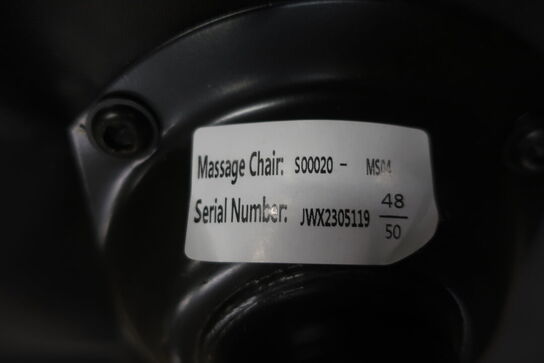 Massage Chair: S00020 - MS04
Serial Number: JWX2305119 48/50